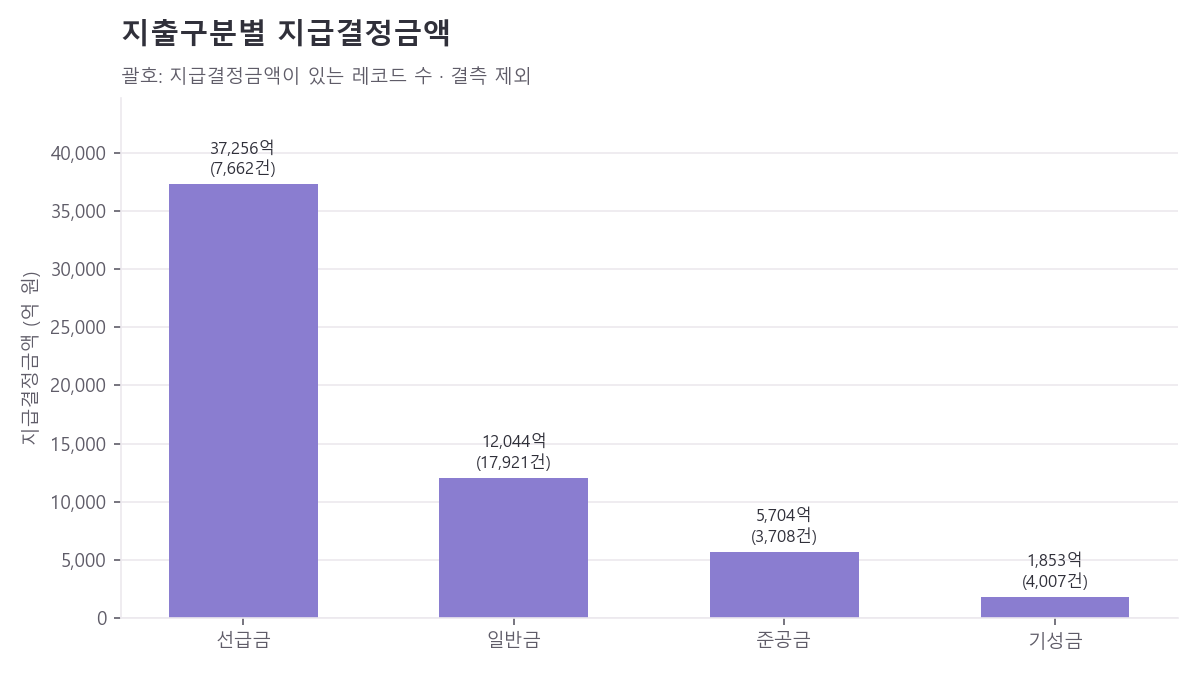 지출구분별 지급결정금액
괄호: 지급결정금액이 있는 레코드 수 · 결측 제외
지급결정금액 (억 원)
40,000
35,000
30,000
25,000
20,000
15,000
10,000
5,000
0
37,256억
(7,662건)
12,044억
(17,921건)
5,704억
(3,708건)
1,853억
(4,007건)
선급금
일반금
준공금
기성금